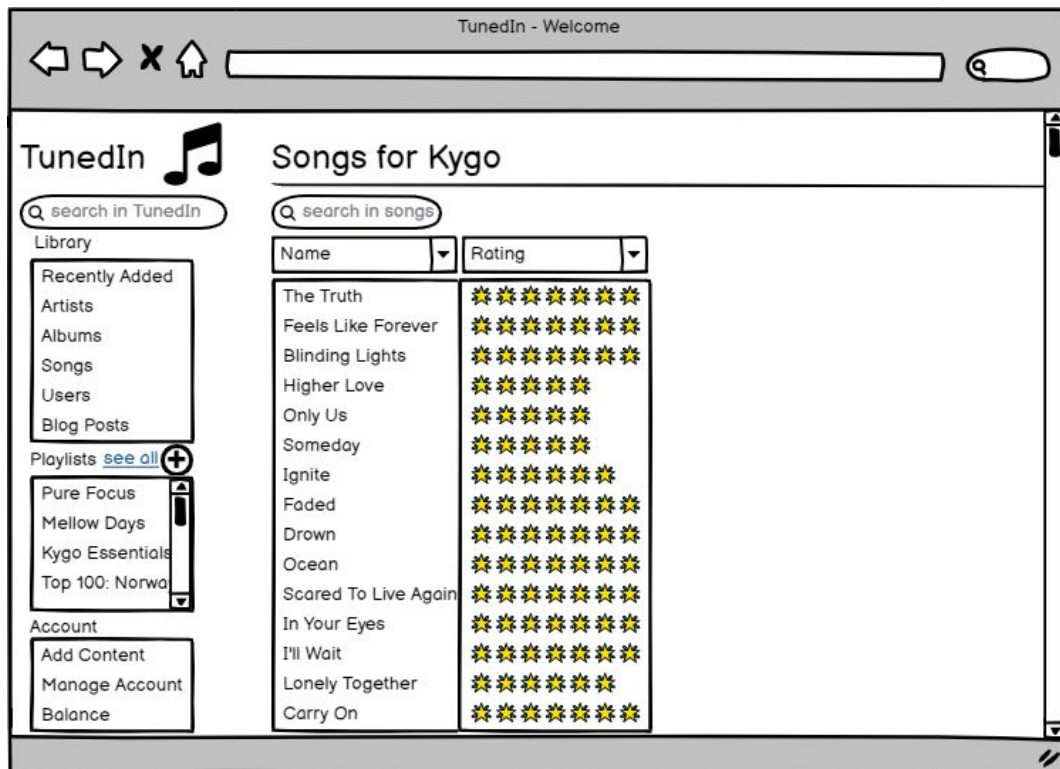 TunedIn - Welcome
TunedIn
Songs for Kygo
search in TunedIn
search in songs
Library
Name
Rating
Recently Added
Artists
Albums
Songs
Users
Blog Posts
Playlists see all
Pure Focus
Mellow Days
Kygo Essentials
Top 100: Norwa
Account
Add Content
Manage Account
Balance
The Truth
Feels Like Forever
Blinding Lights
Higher Love
Only Us
Someday
Ignite
Faded
Drown
Ocean
Scared To Live Again
In Your Eyes
I'll Wait
Lonely Together
Carry On